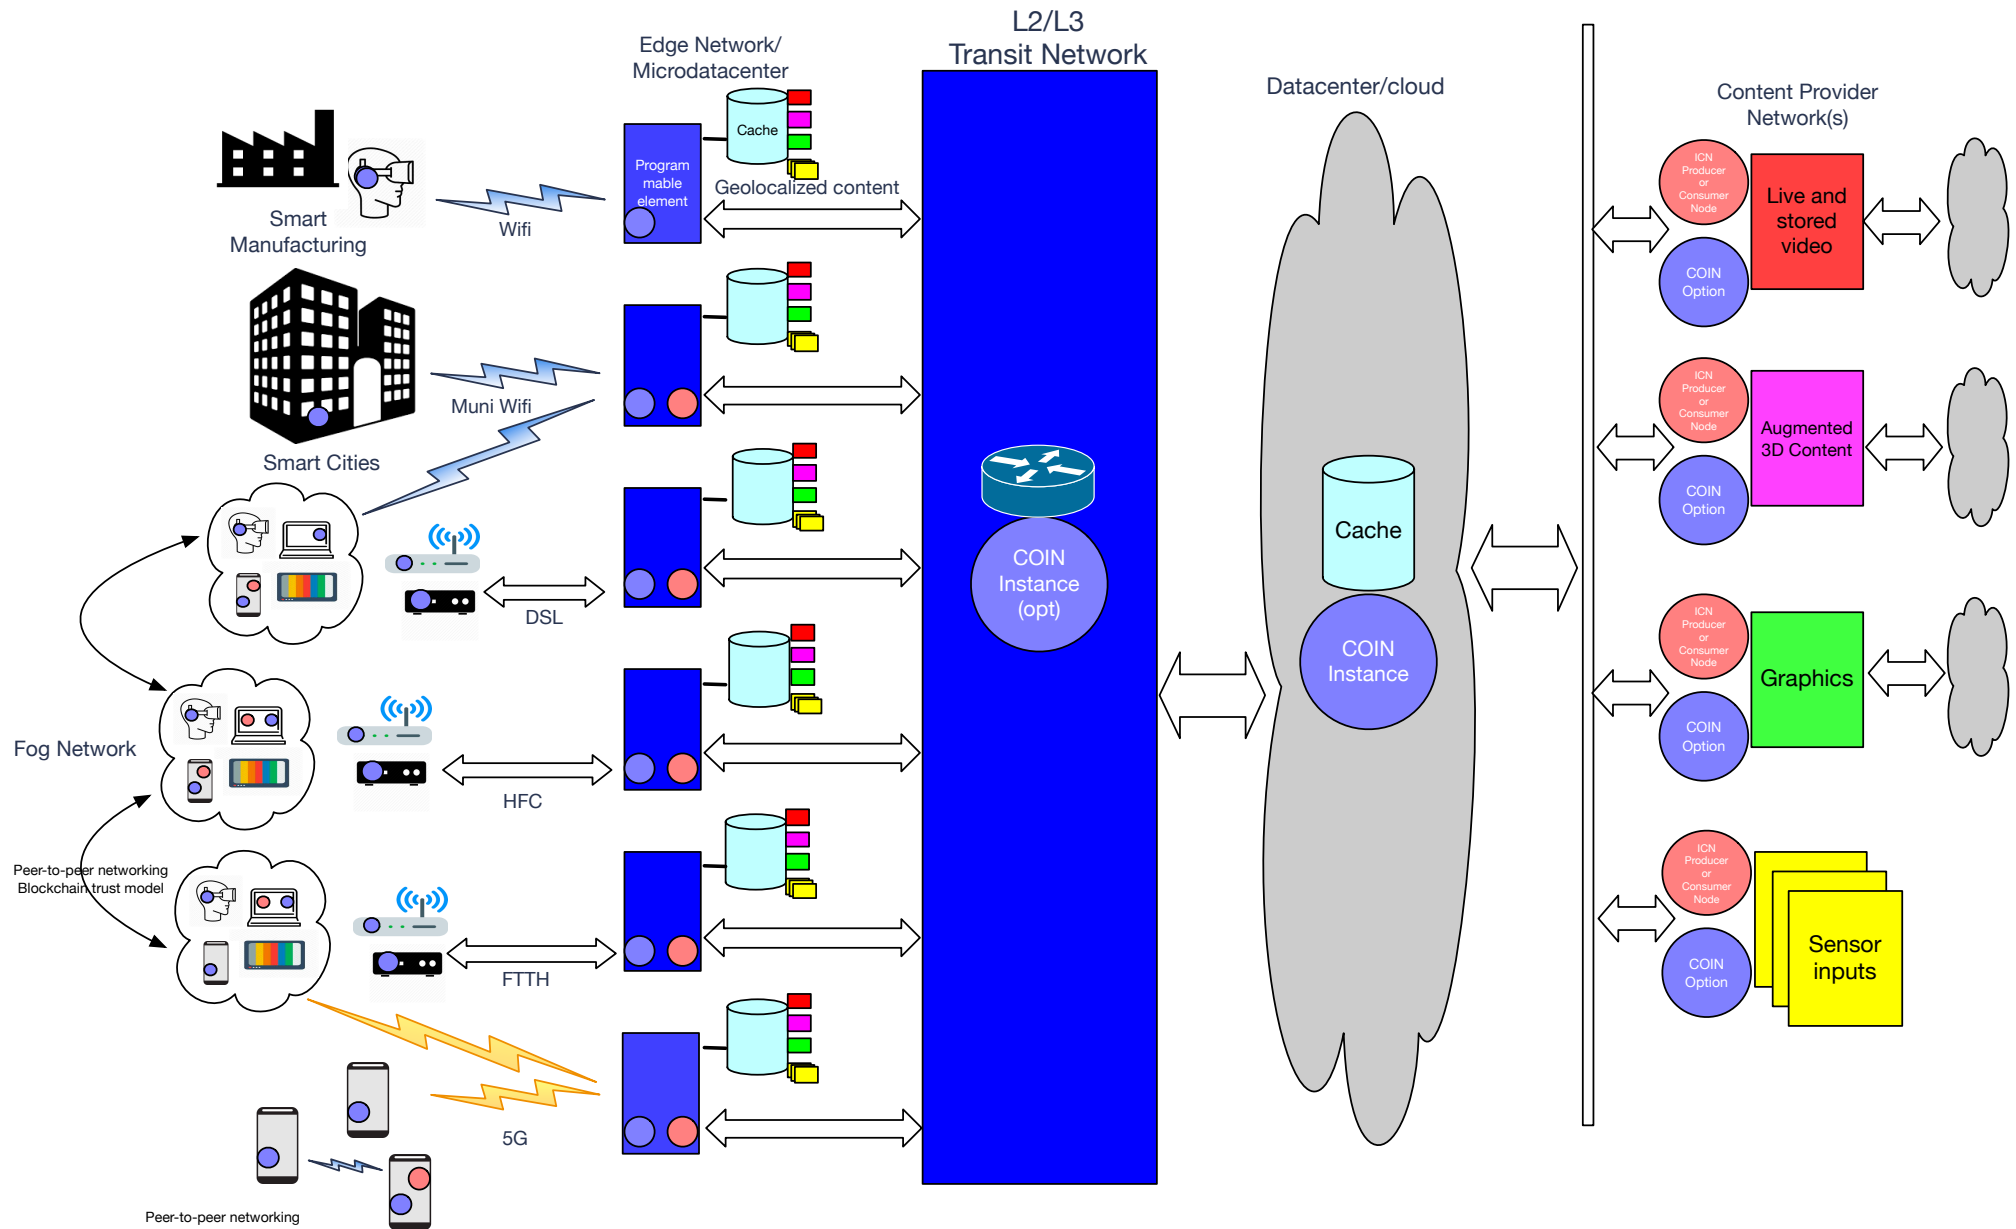 L2/L3
Transit Network
Edge Network/
Microdatacenter
Datacenter/cloud
Content Provider
Network(s)
Cache
Program
mable
element
Geolocalized content
Smart
Manufacturing
Wifi
ICN
Producer
or
Consumer
Node
Live and
stored
video
COIN
Option
Muni Wifi
Smart Cities
ICN
Producer
or
Consumer
Node
Augmented
3D Content
COIN
Option
COIN
Instance
(opt)
Cache
DSL
COIN
Instance
ICN
Producer
or
Consumer
Node
Graphics
COIN
Option
Fog Network
HFC
Peer-to-peer networking
Blockchain trust model
ICN
Producer
or
Consumer
Node
Sensor
inputs
COIN
Option
FTTH
5G
Peer-to-peer networking